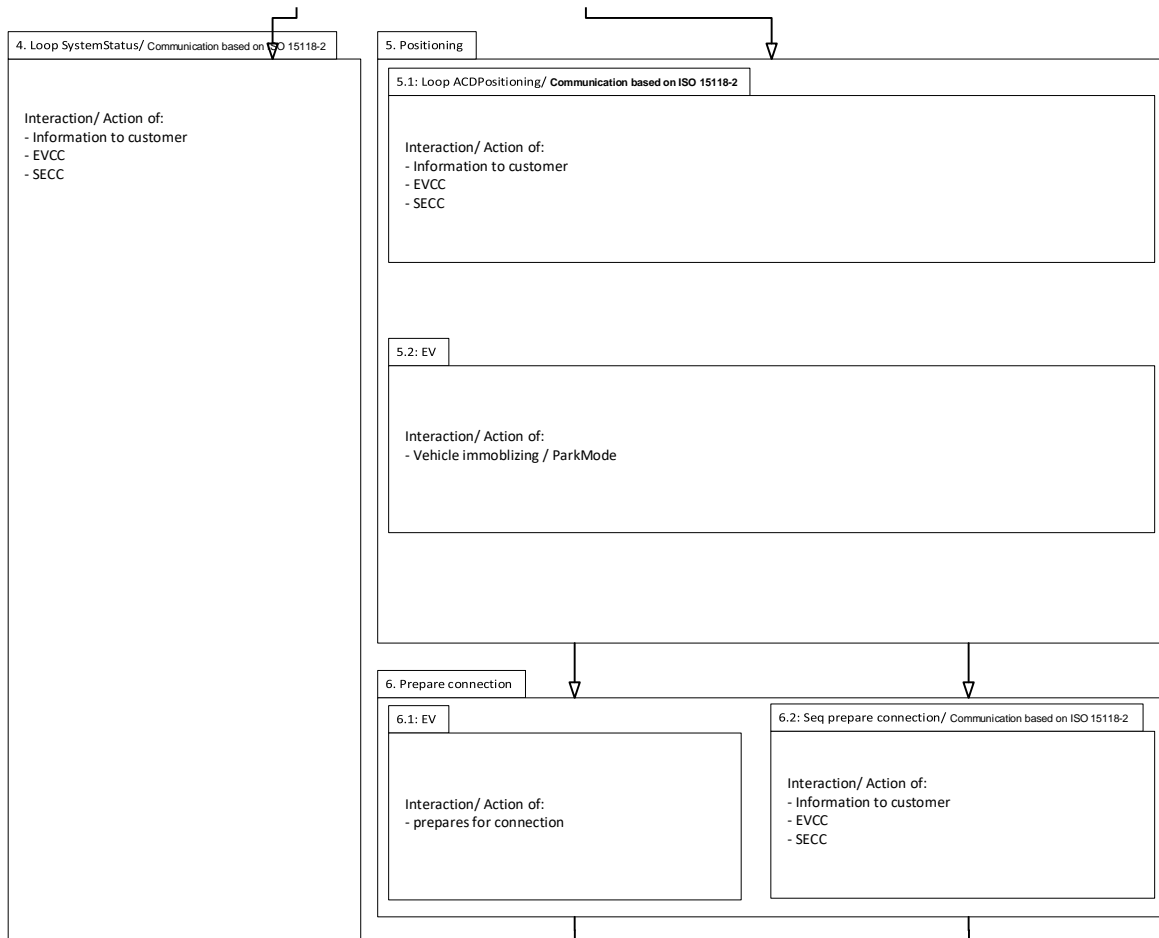 4. Loop SystemStatus/ Communication based on ISO 15118-2
Interaction/ Action of:
- Information to customer
- EVCC
- SECC
5. Positioning
5.1: Loop ACDPositioning/ Communication based on ISO 15118-2
Interaction/ Action of:
- Information to customer
- EVCC
- SECC
5.2: EV
Interaction/ Action of:
- Vehicle immoblizing / ParkMode
6. Prepare connection
6.1: EV
Interaction/ Action of:
- prepares for connection
6.2: Seq prepare connection/ Communication based on ISO 15118-2
Interaction/ Action of:
- Information to customer
- EVCC
- SECC